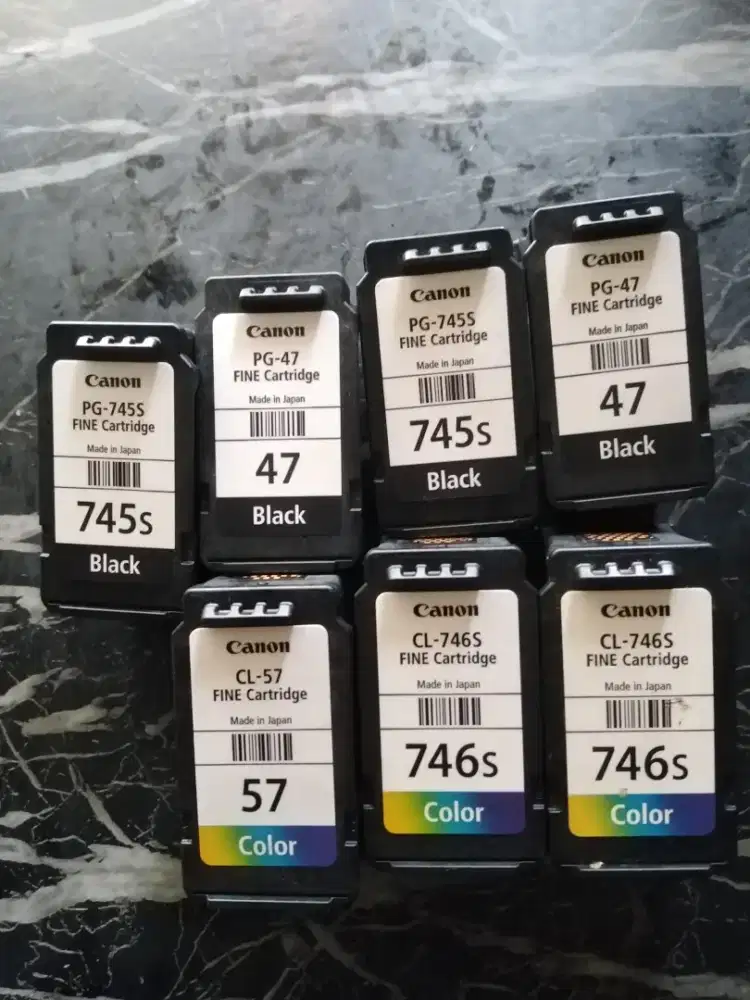 Canon
PG-745S
FINE Cartridge
Made in Japan
745s
Black
Canon
PG-47
FINE Cartridge
Made in Japan
47
Black
Canon
PG-745S
FINE Cartridge
Made in Japan
745s
Black
Canon
PG-47
FINE Cartridge
Made in Japan
47
Black
Canon
CL-57
FINE Cartridge
Made in Japan
57
Color
Canon
CL-746S
FINE Cartridge
Made in Japan
746s
Color
Canon
CL-746S
FINE Cartridge
Made in Japan
746s
Color